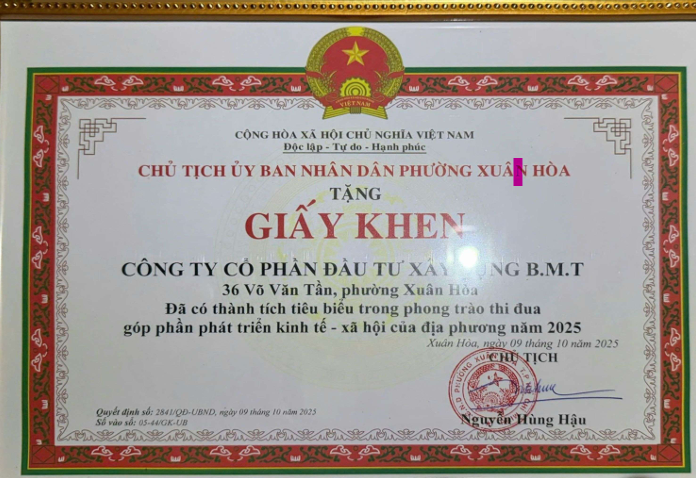 VIỆT NAM
CỘNG HÒA XÃ HỘI CHỦ NGHĨA VIỆT NAM
Độc lập - Tự do - Hạnh phúc
CHỦ TỊCH ỦY BAN NHÂN DÂN PHƯỜNG XUÂ HÒA
TẶNG
GIẤY KHEN
CÔNG TY CỔ PHẦN ĐẦU TƯ XÂY DỰNG B.M.T
36 Võ Văn Tần, phường Xuân Hòa
Đã có thành tích tiêu biểu trong phong trào thi đua
góp phần phát triển kinh tế - xã hội của địa phương năm 2025
Xuân Hòa, ngày 09 tháng 10 năm 2025
CHỦ TỊCH
Quyết định số: 2841/QĐ-UBND, ngày 09 tháng 10 năm 2025
Số vào sổ: 05-44/GK-UB
Nguyễn Hùng Hậu